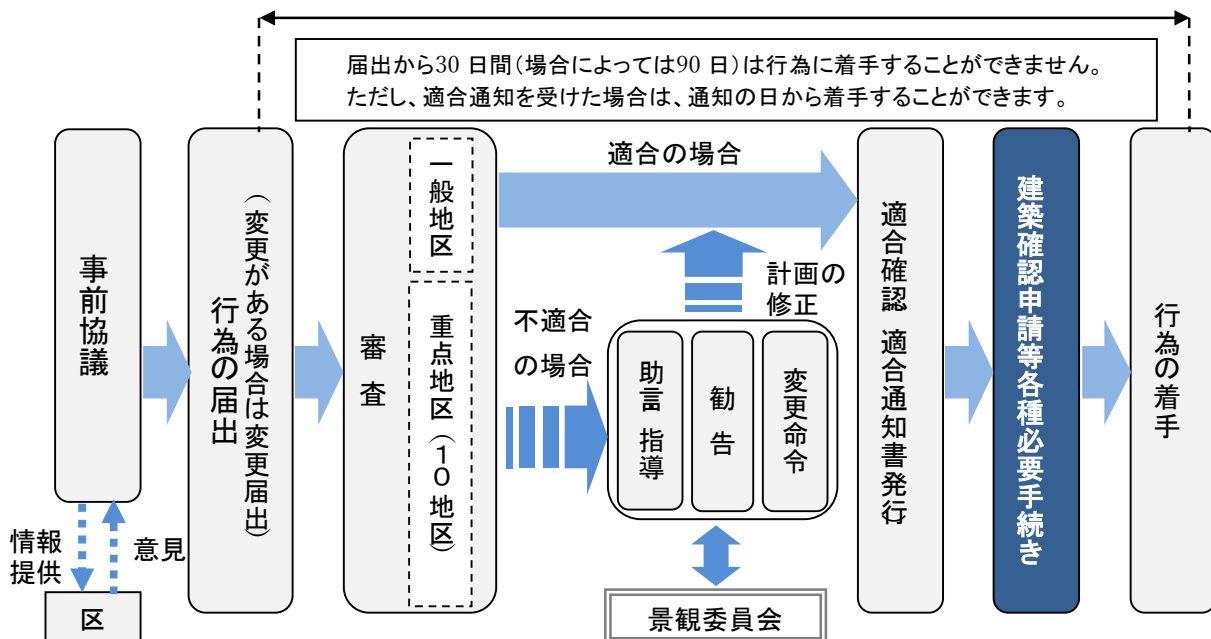 届出から30 日間(場合によっては90 日)は行為に着手することができません。
ただし、適合通知を受けた場合は、通知の日から着手することができます。
事前協議
情報
提供
意見
区
行為の届出
(変更がある場合は変更届出)
審査
一般地区
重点地区(10地区)
適合の場合
不適合
の場合
計画の
修正
助言 指導
勧告
変更命令
景観委員会
適合確認(適合通知書発行)
建築確認申請等各種必要手続き
行為の着手